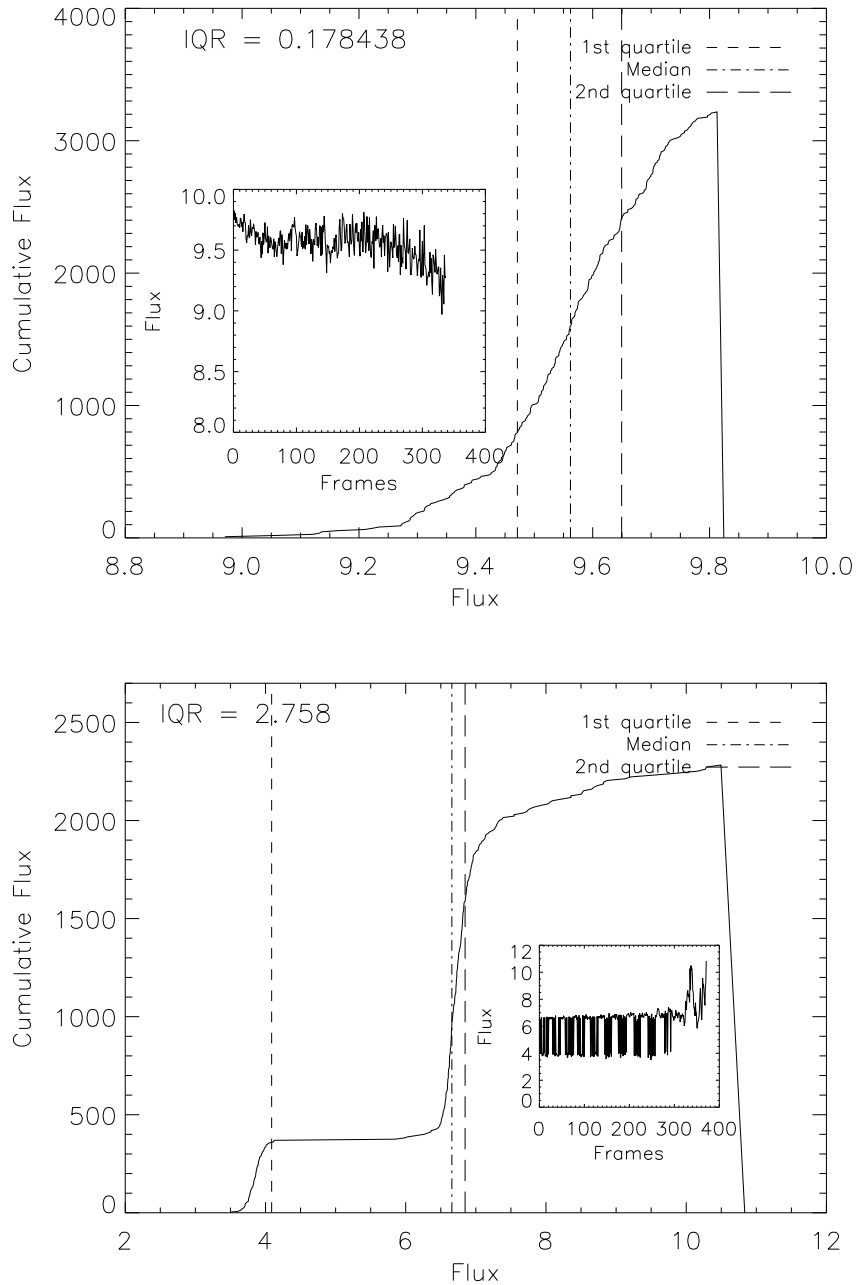 IQR = 0.178438
1st quartile
Median
2nd quartile
4000
3000
2000
1000
0
Cumulative Flux
10.0
9.5
9.0
8.5
8.0
Flux
0 100 200 300 400
Frames
8.8 9.0 9.2 9.4 9.6 9.8 10.0
Flux
IQR = 2.758
1st quartile
Median
2nd quartile
2500
2000
1500
1000
500
0
Cumulative Flux
12
10
8
6
4
2
0
Flux
0 100 200 300 400
Frames
2 4 6 8 10 12
Flux